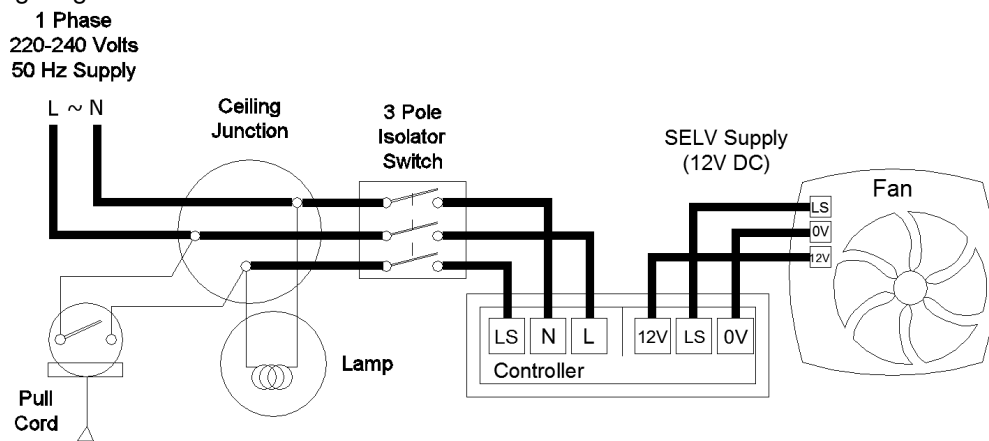 1 Phase
220-240 Volts
50 Hz Supply
L ~ N
Ceiling
Junction
3 Pole
Isolator
Switch
SELV Supply
(12V DC)
Fan
LS
0V
12V
LS N L
12V LS 0V
Controller
Lamp
Pull
Cord